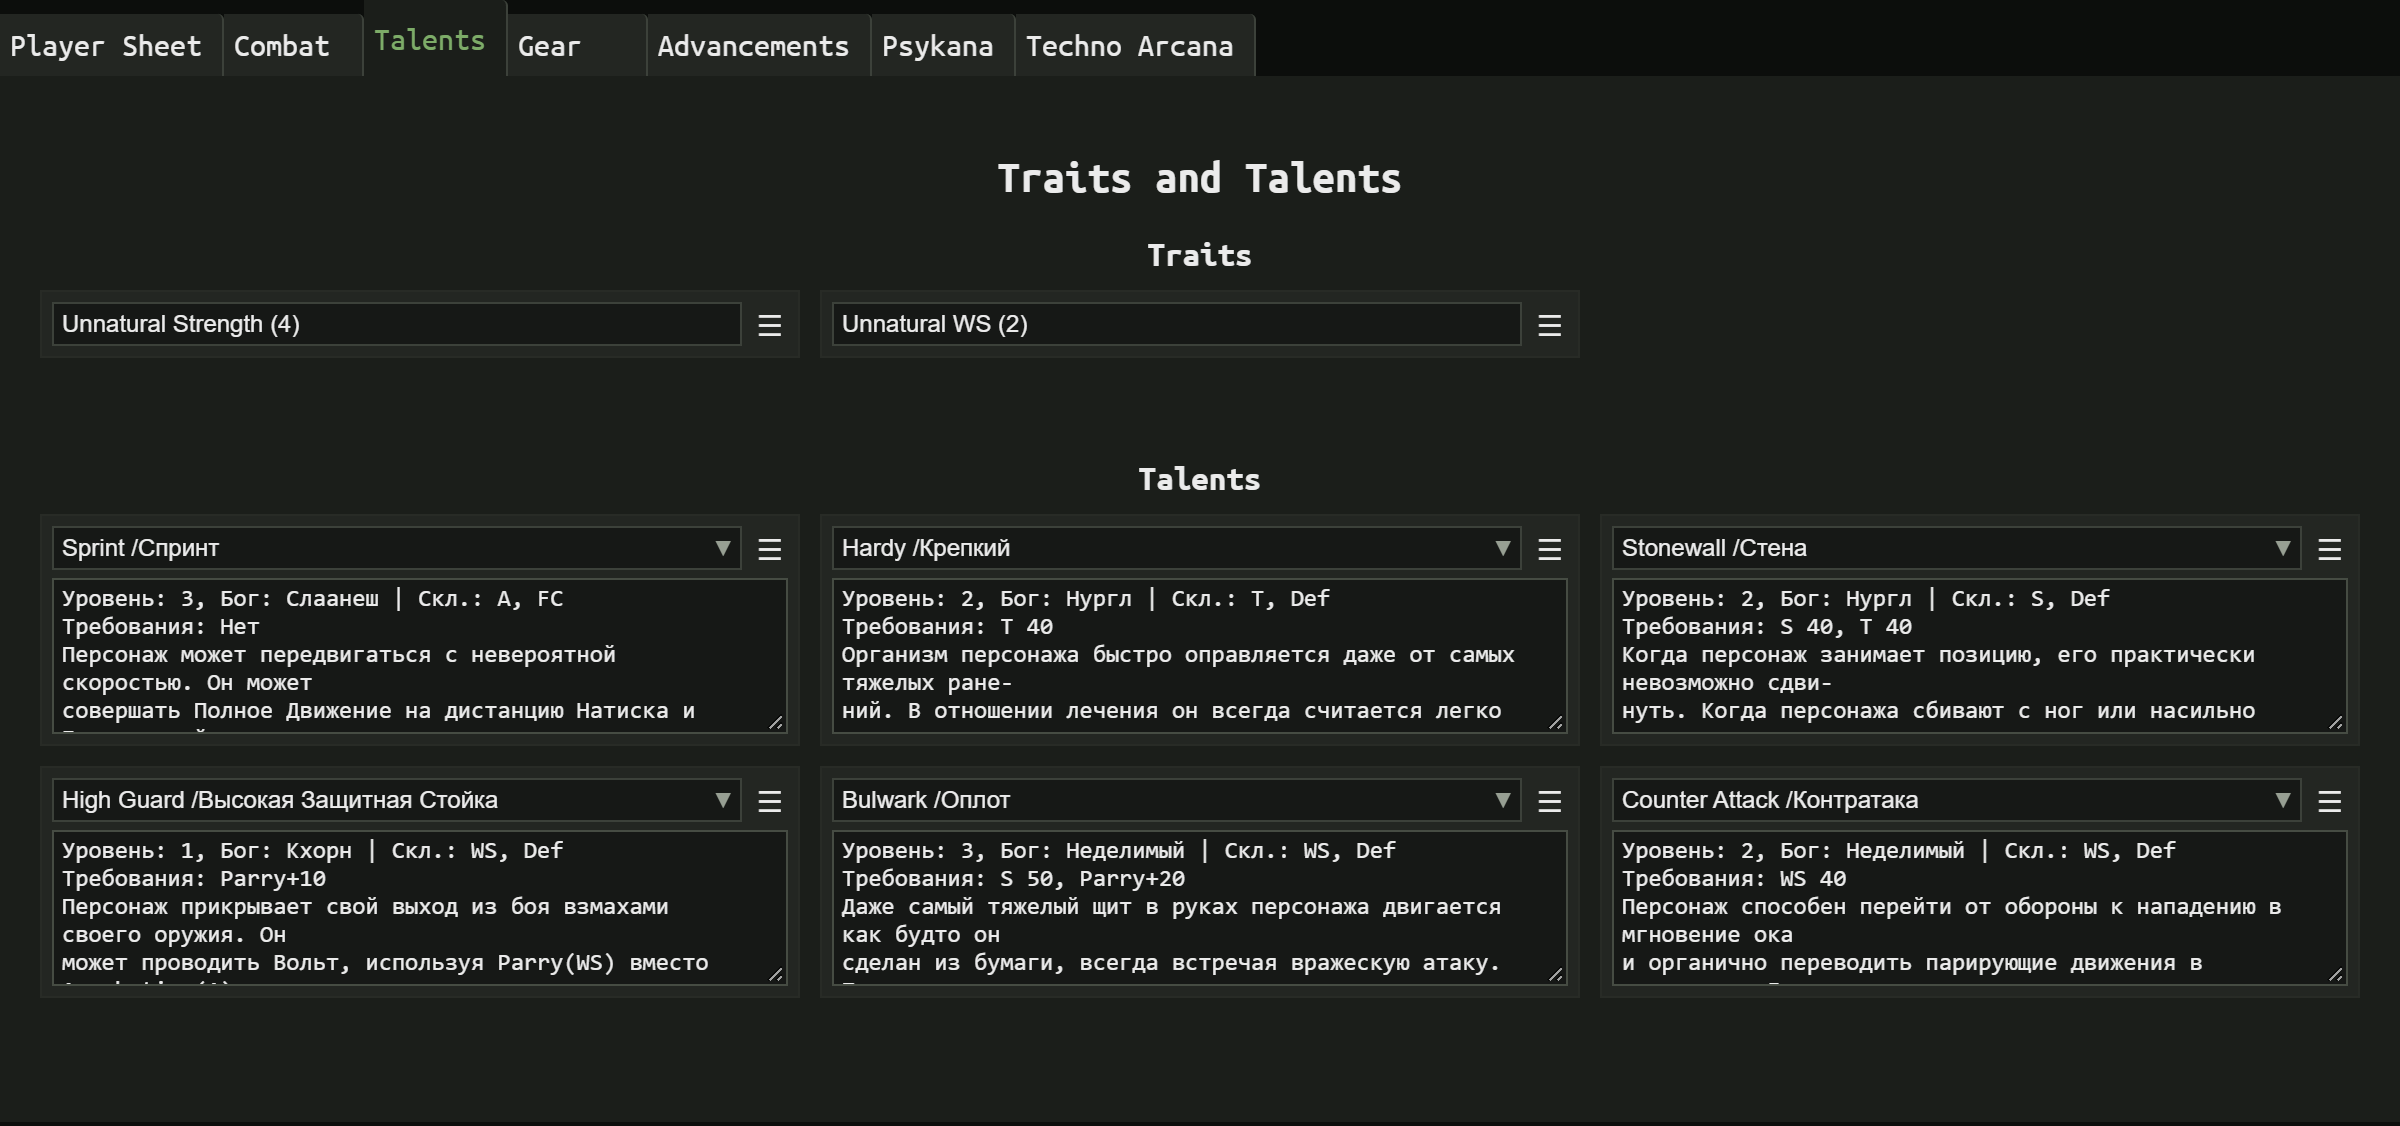 Player Sheet
Combat
Talents
Gear
Advancements
Psykana
Techno Arcana
Traits and Talents
Traits
Unnatural Strength (4)
Unnatural WS (2)
Talents
Sprint /Спринт
Уровень: 3, Бог: Слаанеш | Скл.: A, FC
Требования: Нет
Персонаж может передвигаться с невероятной
скоростью. Он может
совершать Полное Движение на дистанцию Натиска и
Hardy /Крепкий
Уровень: 2, Бог: Нургл | Скл.: T, Def
Требования: T 40
Организм персонажа быстро оправляется даже от самых
тяжелых ране-
ний. В отношении лечения он всегда считается легко
Stonewall /Стена
Уровень: 2, Бог: Нургл | Скл.: S, Def
Требования: S 40, T 40
Когда персонаж занимает позицию, его практически
невозможно сдви-
нуть. Когда персонажа сбивают с ног или насильно
High Guard /Высокая Защитная Стойка
Уровень: 1, Бог: Кхорн | Скл.: WS, Def
Требования: Parry+10
Персонаж прикрывает свой выход из боя взмахами
своего оружия. Он
может проводить Вольт, используя Parry(WS) вместо
Bulwark /Оплот
Уровень: 3, Бог: Неделимый | Скл.: WS, Def
Требования: S 50, Parry+20
Даже самый тяжелый щит в руках персонажа двигается
как будто он
сделан из бумаги, всегда встречая вражескую атаку.
Counter Attack /Контратака
Уровень: 2, Бог: Неделимый | Скл.: WS, Def
Требования: WS 40
Персонаж способен перейти от обороны к нападению в
мгновение ока
и органично переводить парирующие движения в